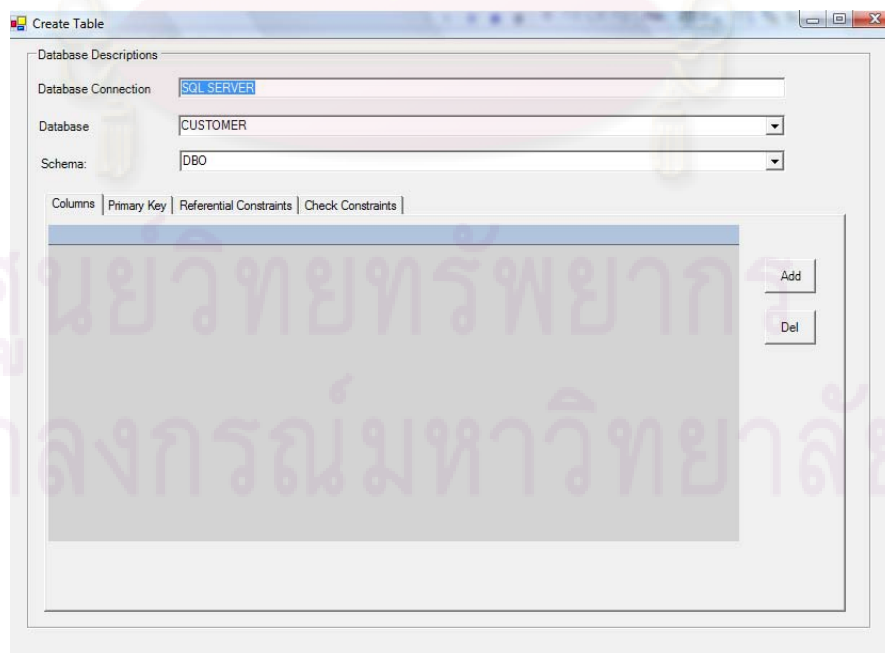 Create Table
Database Descriptions
Database Connection SQL SERVER
Database CUSTOMER
Schema: DBO
Columns Primary Key Referential Constraints Check Constraints
Add
Del
ศูนย์วิทยทรัพยากร
ลงกรณ์มหาวิทยาลัย